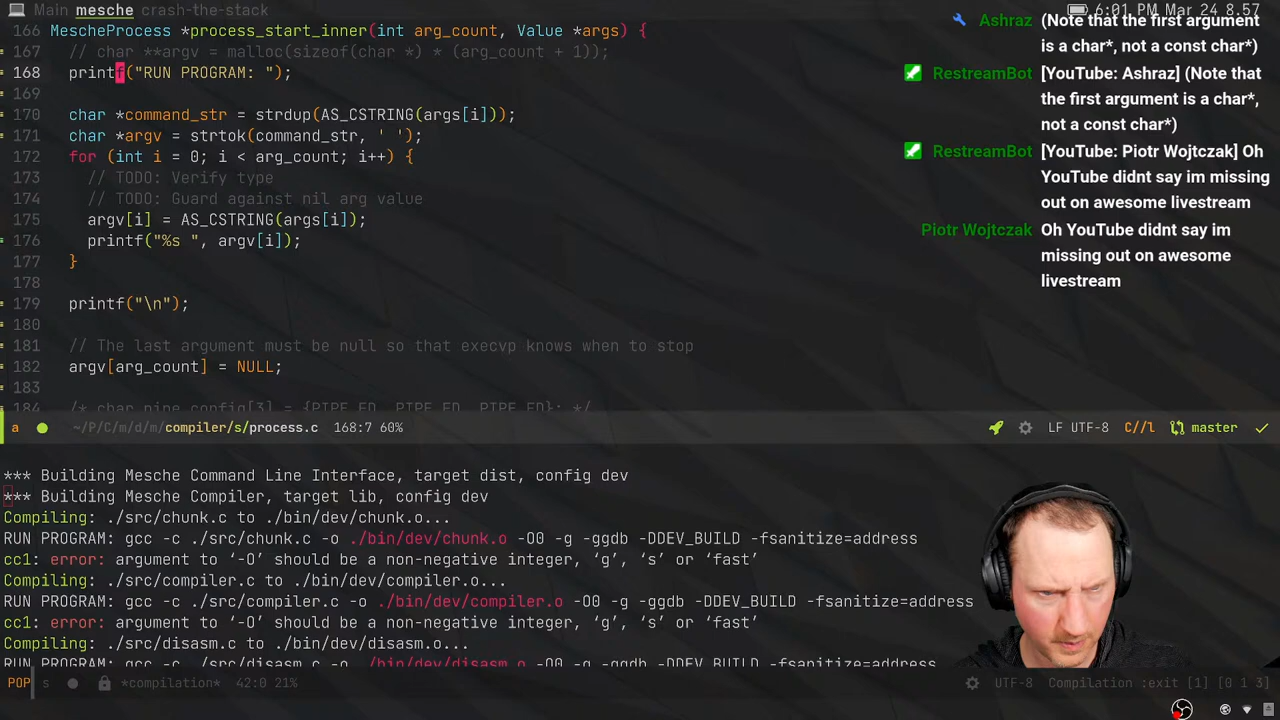 Main mesche crash-the-stack
6:01 PM Mar 24 8.57
166 MescheProcess *process_start_inner(int arg_count, Value *args) {
167 // char **argv = malloc(sizeof(char *) * (arg_count + 1));
168 printf("RUN PROGRAM: ");
169
170 char *command_str = strdup(AS_CSTRING(args[i]));
171 char *argv = strtok(command_str, ' ');
172 for (int i = 0; i < arg_count; i++) {
173 // TODO: Verify type
174 // TODO: Guard against nil arg value
175 argv[i] = AS_CSTRING(args[i]);
176 printf("%s ", argv[i]);
177 }
178
179 printf("\n");
180
181 // The last argument must be null so that execvp knows when to stop
182 argv[arg_count] = NULL;
183
184 /* char pipe_config[3] = {PIPE_FD, PIPE_FD, PIPE_FD}; */
Ashraz (Note that the first argument
is a char*, not a const char*)
RestreamBot [YouTube: Ashraz] (Note that
the first argument is a char*,
not a const char*)
RestreamBot [YouTube: Piotr Wojtczak] Oh
YouTube didnt say im missing
out on awesome livestream
Piotr Wojtczak Oh YouTube didnt say im
missing out on awesome
livestream
a ~/P/C/m/d/m/compiler/s/process.c 168:7 60% LF UTF-8 C//l master
*** Building Mesche Command Line Interface, target dist, config dev
*** Building Mesche Compiler, target lib, config dev
Compiling: ./src/chunk.c to ./bin/dev/chunk.o...
RUN PROGRAM: gcc -c ./src/chunk.c -o ./bin/dev/chunk.o -O0 -g -ggdb -DDEV_BUILD -fsanitize=address
cc1: error: argument to ‘-O’ should be a non-negative integer, ‘g’, ‘s’ or ‘fast’
Compiling: ./src/compiler.c to ./bin/dev/compiler.o...
RUN PROGRAM: gcc -c ./src/compiler.c -o ./bin/dev/compiler.o -O0 -g -ggdb -DDEV_BUILD -fsanitize=address
cc1: error: argument to ‘-O’ should be a non-negative integer, ‘g’, ‘s’ or ‘fast’
Compiling: ./src/disasm.c to ./bin/dev/disasm.o...
RUN PROGRAM: gcc -c ./src/disasm.c -o ./bin/dev/disasm.o -O0 -g -ggdb -DDEV_BUILD -fsanitize=address
POP s *compilation* 42:0 21% UTF-8 Compilation :exit [1] [0 1 3]